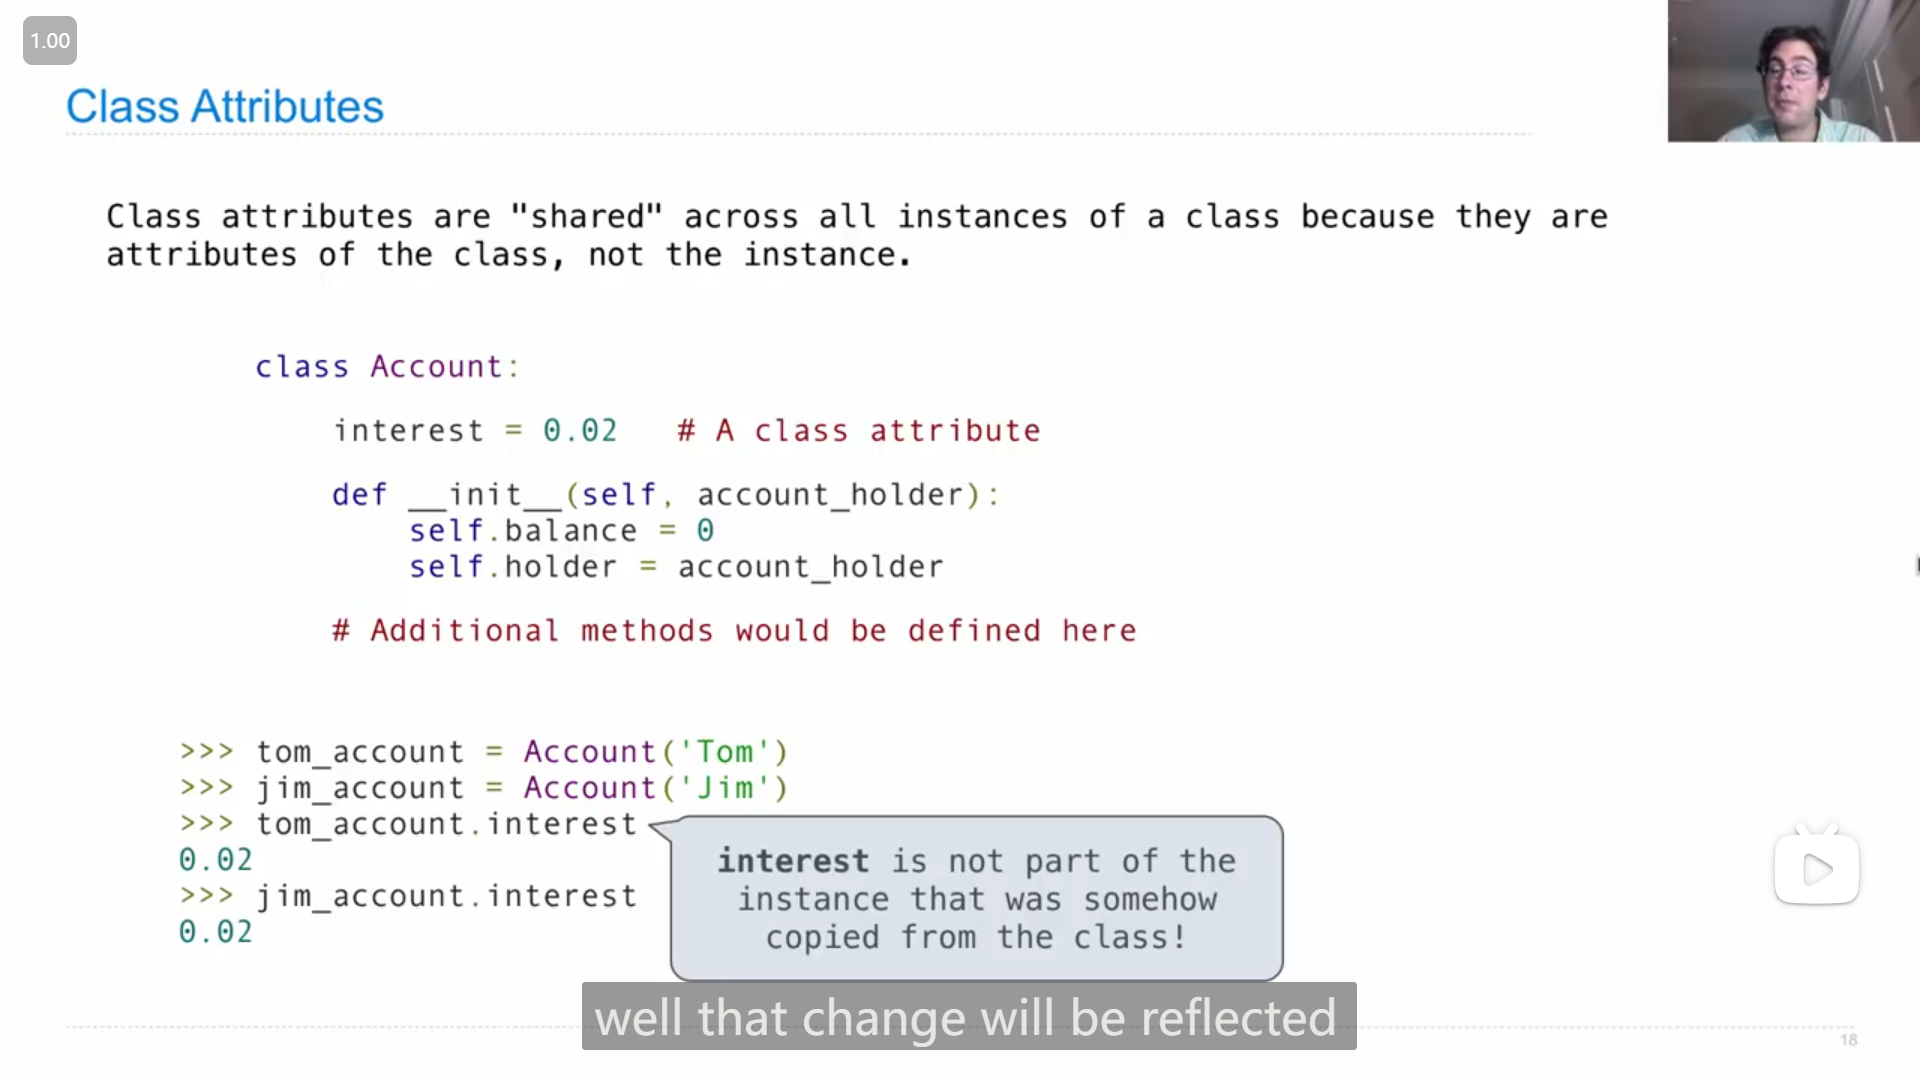 1.00
Class Attributes
Class attributes are "shared" across all instances of a class because they are
attributes of the class, not the instance.
class Account:
interest = 0.02   # A class attribute
def __init__(self, account_holder):
self.balance = 0
self.holder = account_holder
# Additional methods would be defined here
>>> tom_account = Account('Tom')
>>> jim_account = Account('Jim')
>>> tom_account.interest
0.02
>>> jim_account.interest
0.02
interest is not part of the
instance that was somehow
copied from the class!
well that change will be reflected
18